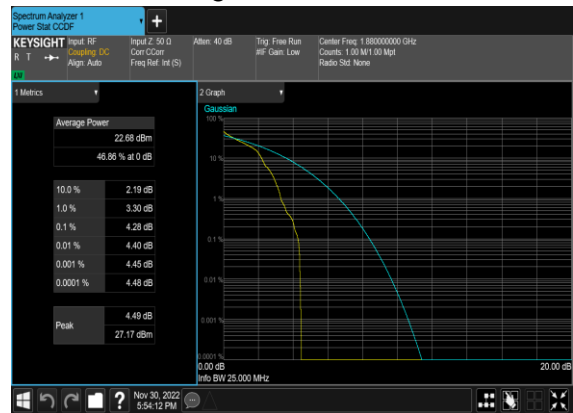 Spectrum Analyzer 1
Power Stat CCDF
KEYSIGHT
R T
LW
Input: RF
Coupling: DC
Align: Auto
Input Z: 50 Ω
Corr CCorr
Freq Ref: Int (S)
Atten: 40 dB
Trig: Free Run
#IF Gain: Low
Center Freq: 1.880000000 GHz
Counts: 1.00 M/1.00 Mpt
Radio Std: None
1 Metrics
Average Power
22.68 dBm
46.86 % at 0 dB
10.0 % 2.19 dB
1.0 % 3.30 dB
0.1 % 4.28 dB
0.01 % 4.40 dB
0.001 % 4.45 dB
0.0001 % 4.48 dB
Peak
4.49 dB
27.17 dBm
2 Graph
Gaussian
100 %
10 %
1 %
0.1 %
0.01 %
0.001 %
0.0001 %
0.00 dB 20.00 dB
Info BW 25.000 MHz
?
Nov 30, 2022
5:54:12 PM